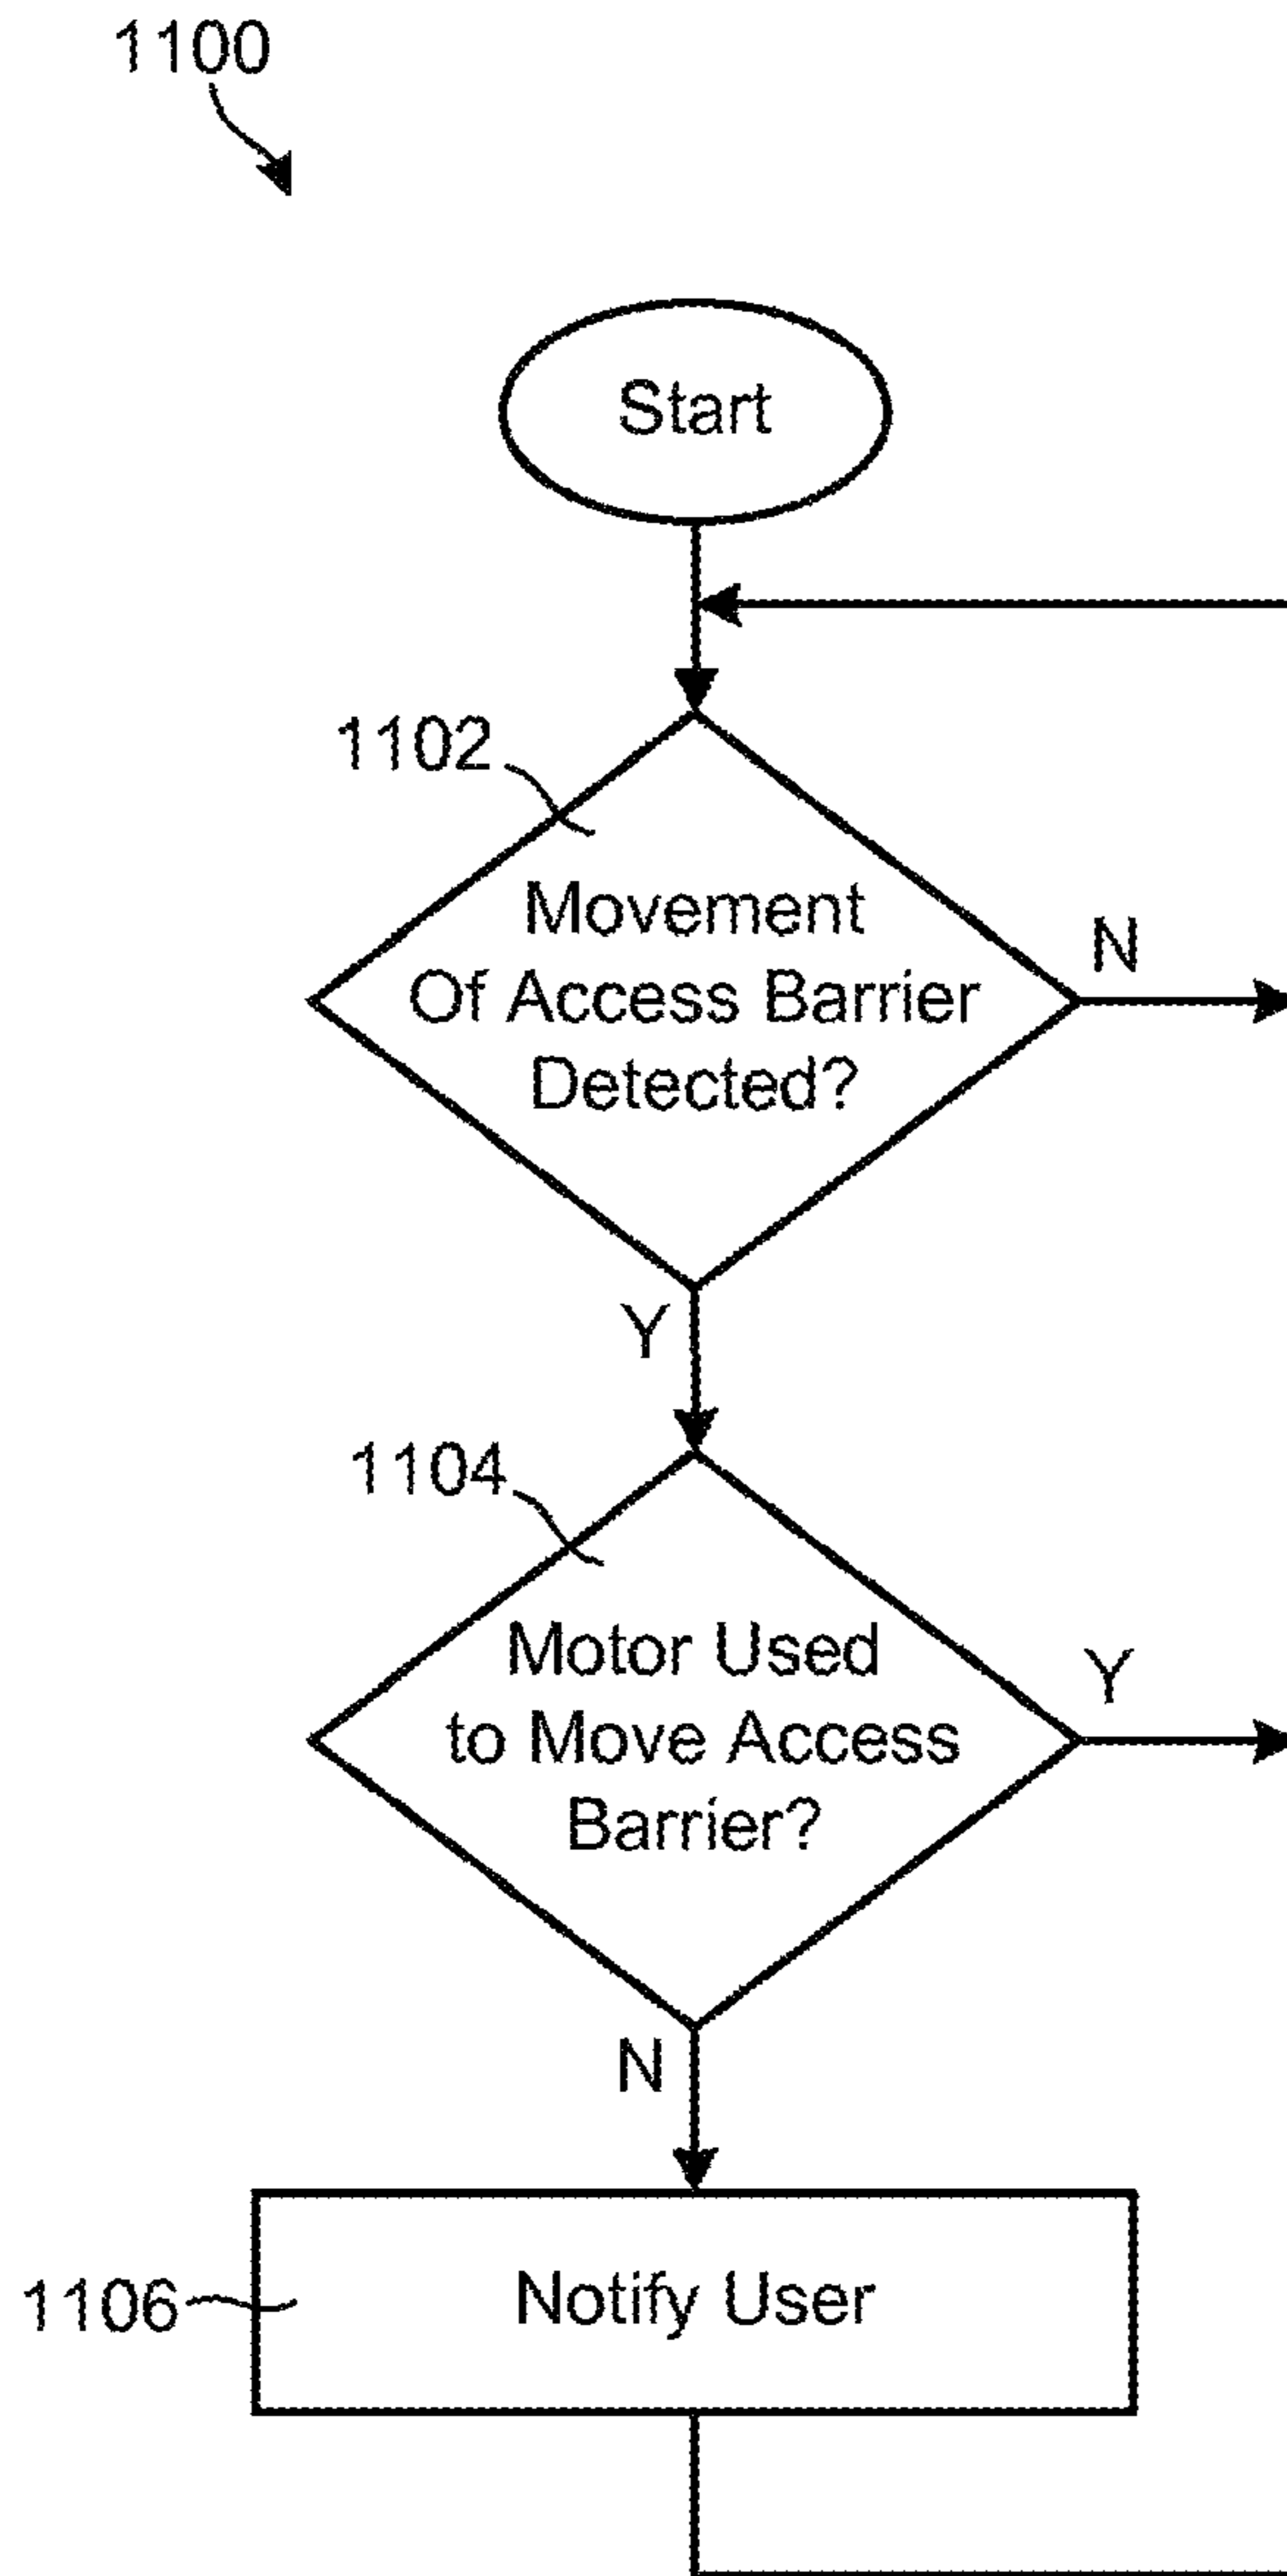 1100
Start
1102
Movement
Of Access Barrier
Detected?
N
Y
1104
Motor Used
to Move Access
Barrier?
Y
N
1106
Notify User